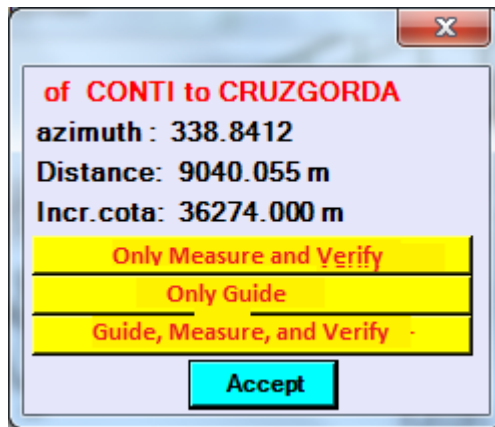 of CONTI to CRUZGORDA
azimuth : 338.8412
Distance: 9040.055 m
Incr.cota: 36274.000 m
Only Measure and Verify
Only Guide
Guide, Measure, and Verify
Accept